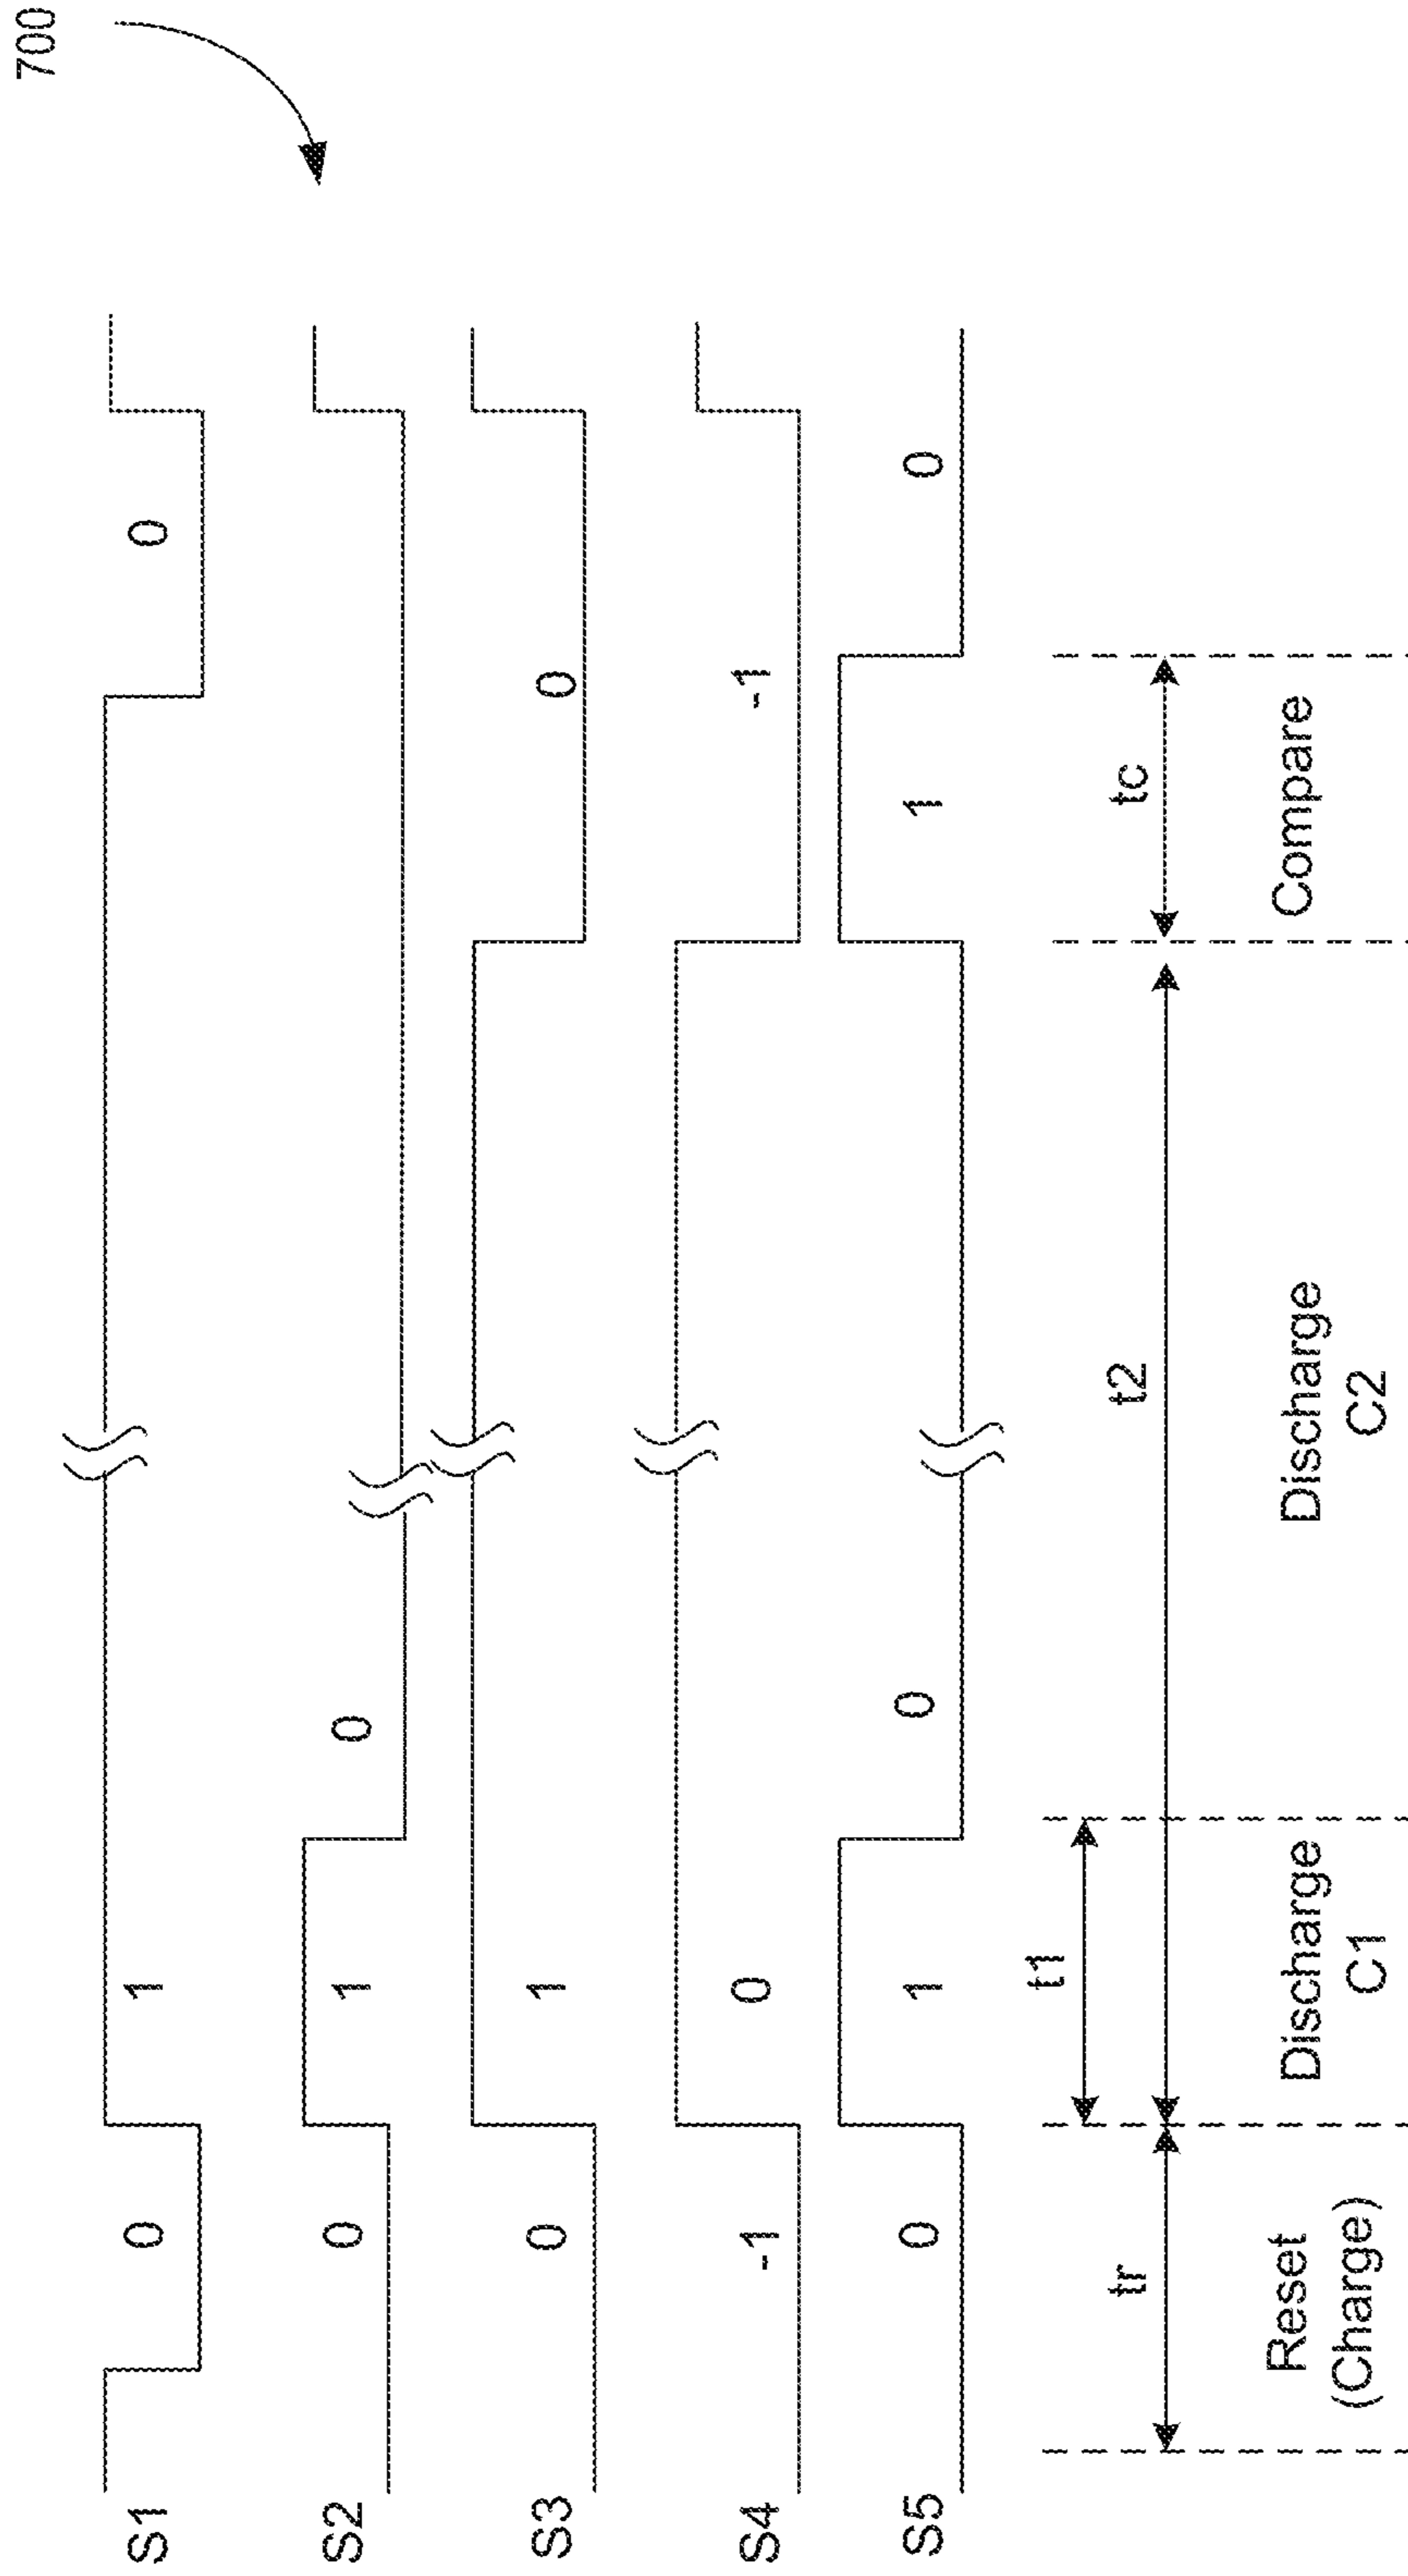 700
S1 0 1 0
S2 0 1 0
S3 0 1 0
S4 -1 0 -1
S5 0 1 0 1 0
t1
tr t2 tc
Reset
(Charge)
Discharge
C1
Discharge
C2
Compare